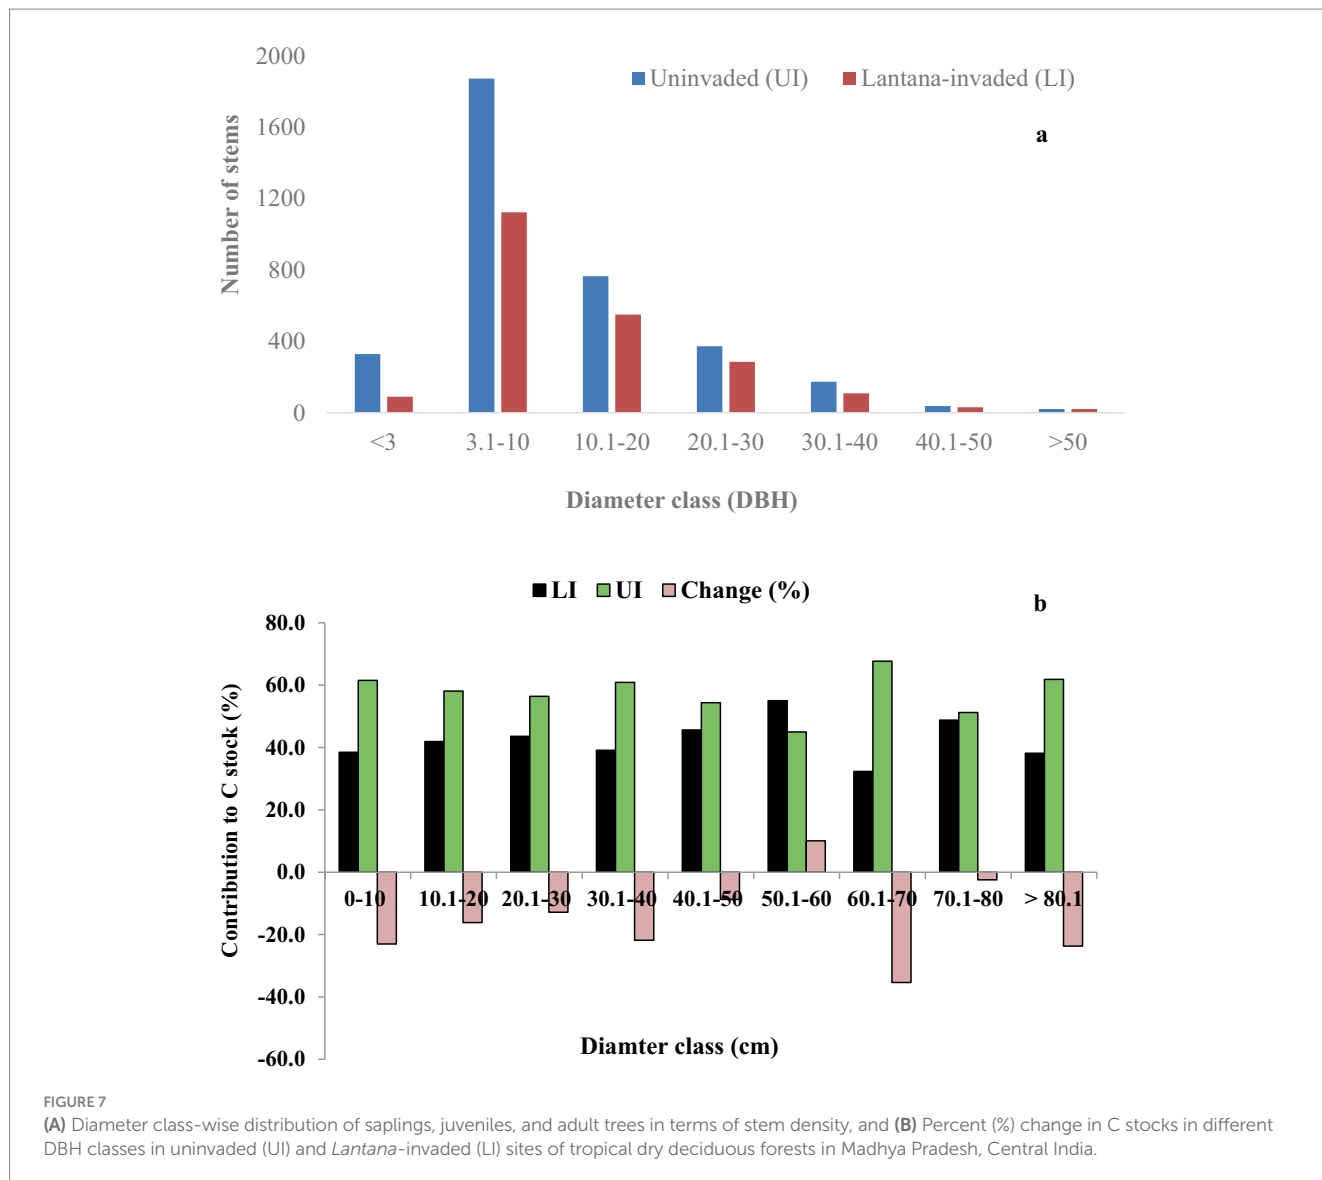 2000
1600
1200
800
400
0
Number of stems
Uninvaded (UI) Lantana-invaded (LI)
a
<3 3.1-10 10.1-20 20.1-30 30.1-40 40.1-50 >50
Diameter class (DBH)
LI UI Change (%)
b
80.0
60.0
40.0
20.0
0.0
-20.0
-40.0
-60.0
Contribution to C stock (%)
0-10 10.1-20 20.1-30 30.1-40 40.1-50 50.1-60 60.1-70 70.1-80 > 80.1
Diamter class (cm)
FIGURE 7
(A) Diameter class-wise distribution of saplings, juveniles, and adult trees in terms of stem density, and (B) Percent (%) change in C stocks in different
DBH classes in uninvaded (UI) and Lantana-invaded (LI) sites of tropical dry deciduous forests in Madhya Pradesh, Central India.